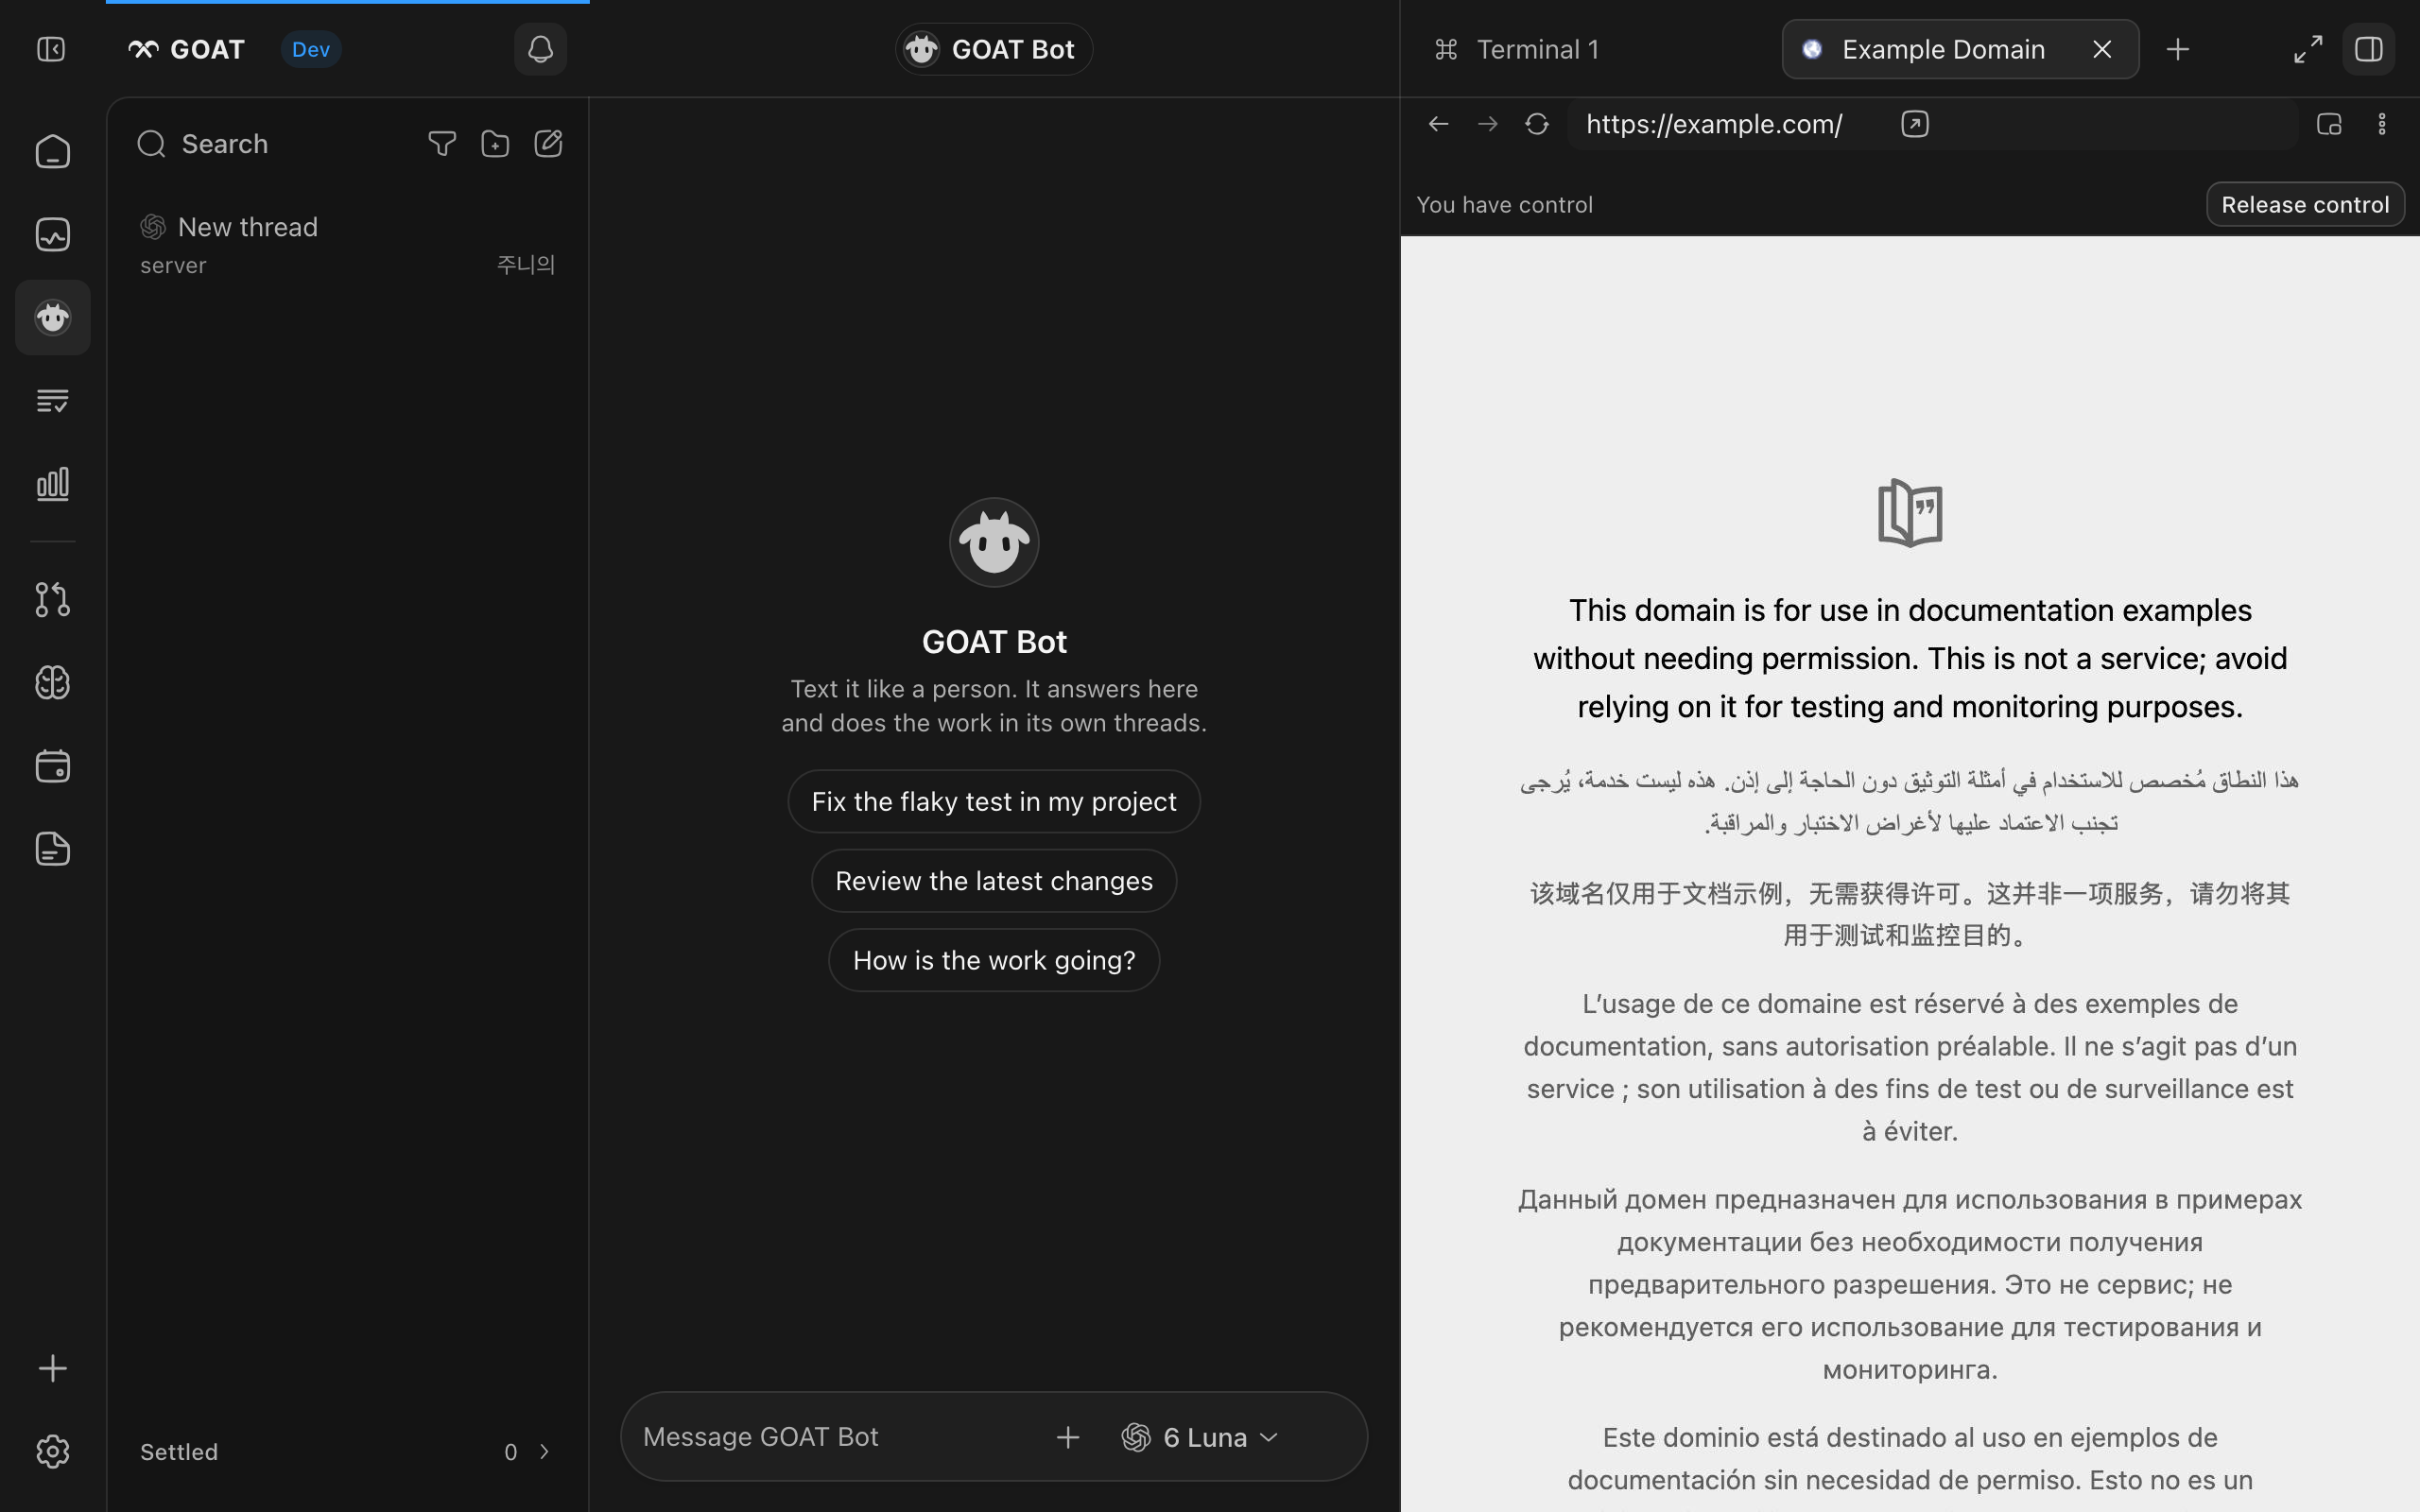 GOAT
Dev
GOAT Bot
Terminal 1
Example Domain
Search
https://example.com/
You have control
Release control
New thread
server
주니의
GOAT Bot
Text it like a person. It answers here
and does the work in its own threads.
Fix the flaky test in my project
Review the latest changes
How is the work going?
Message GOAT Bot
6 Luna
Settled
0
This domain is for use in documentation examples
without needing permission. This is not a service; avoid
relying on it for testing and monitoring purposes.
هذا النطاق مُخصص للاستخدام في أمثلة التوثيق دون الحاجة إلى إذن. هذه ليست خدمة، يُرجى
تجنب الاعتماد عليها لأغراض الاختبار والمراقبة.
该域名仅用于文档示例，无需获得许可。这并非一项服务，请勿将其
用于测试和监控目的。
L’usage de ce domaine est réservé à des exemples de
documentation, sans autorisation préalable. Il ne s’agit pas d’un
service ; son utilisation à des fins de test ou de surveillance est
à éviter.
Данный домен предназначен для использования в примерах
документации без необходимости получения
предварительного разрешения. Это не сервис; не
рекомендуется его использование для тестирования и
мониторинга.
Este dominio está destinado al uso en ejemplos de
documentación sin necesidad de permiso. Esto no es un